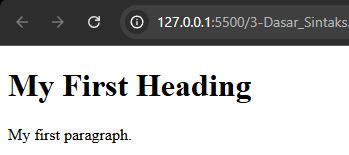 127.0.0.1:5500/3-Dasar_Sintaks.
My First Heading
My first paragraph.